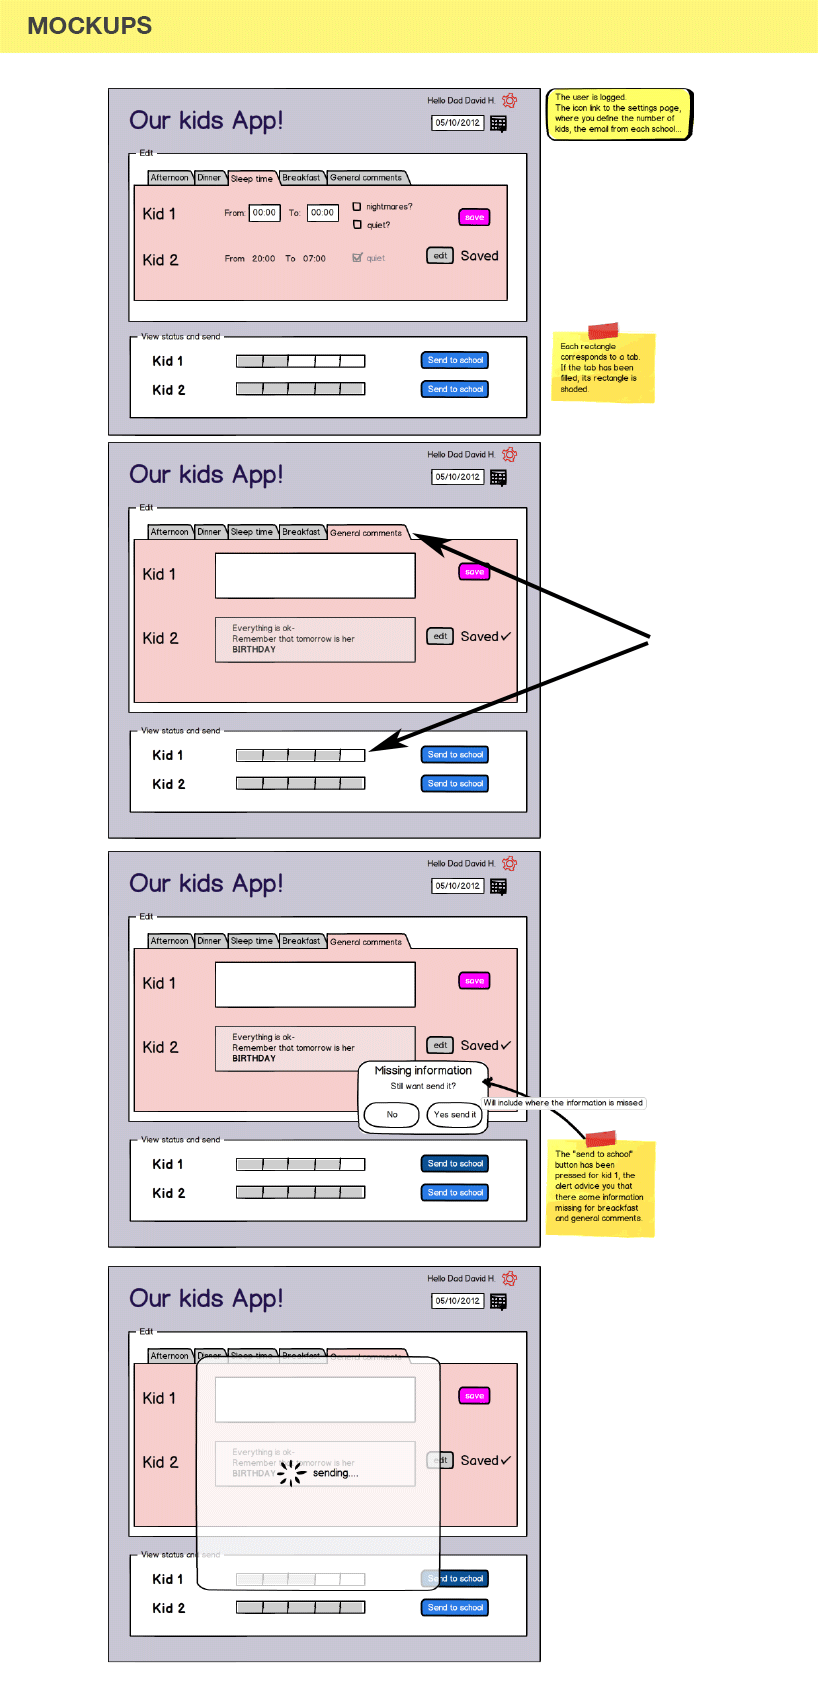 MOCKUPS
Hello Dad David H.
Our kids App!
05/10/2012
The user is logged.
The icon link to the settings page,
where you define the number of
kids, the email from each school...
Edit
Afternoon Dinner Sleep time Breakfast General comments
Kid 1 From: 00:00 To: 00:00 nightmares? save
quiet?
Kid 2 From 20:00 To 07:00 quiet edit Saved
View status and send
Kid 1 Send to school
Kid 2 Send to school
Each rectangle
corresponds to a tab.
If the tab has been
filled, its rectangle is
shaded.
Hello Dad David H.
Our kids App!
05/10/2012
Edit
Afternoon Dinner Sleep time Breakfast General comments
Kid 1 save
Everything is ok-
Kid 2 Remember that tomorrow is her edit Saved
BIRTHDAY
View status and send
Kid 1 Send to school
Kid 2 Send to school
Hello Dad David H.
Our kids App!
05/10/2012
Edit
Afternoon Dinner Sleep time Breakfast General comments
Kid 1 save
Everything is ok-
Kid 2 Remember that tomorrow is her edit Saved
BIRTHDAY
Missing information
Still want send it?
No Yes send it
Will include where the information is missed
View status and send
Kid 1 Send to school
Kid 2 Send to school
The "send to school"
button has been
pressed for kid 1, the
alert advice you that
there some information
missing for breackfast
and general comments.
Hello Dad David H.
Our kids App!
05/10/2012
Edit
Afternoon Dinner Sleep time Breakfast General comments
Kid 1 save
Everything is ok-
Kid 2 Remember that tomorrow is her edit Saved
BIRTHDAY sending....
View status and send
Kid 1 Send to school
Kid 2 Send to school